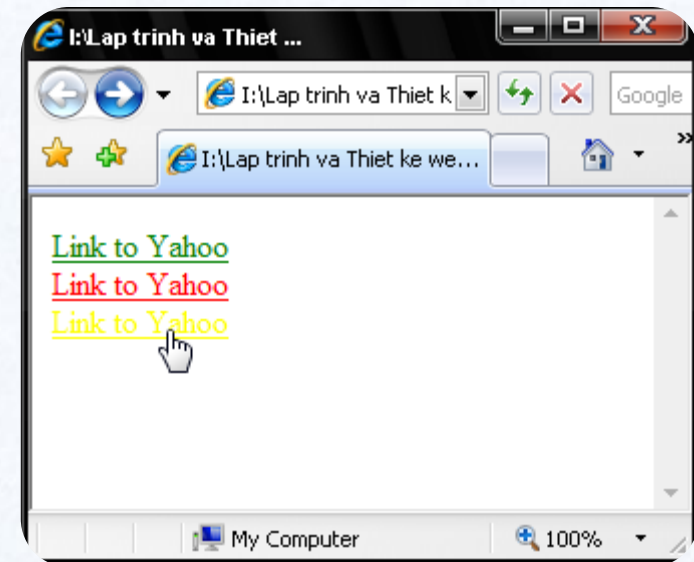 I:\Lap trinh va Thiet ...
I:\Lap trinh va Thiet k
Google
I:\Lap trinh va Thiet ke we...
Link to Yahoo
Link to Yahoo
Link to Yahoo
My Computer
100%